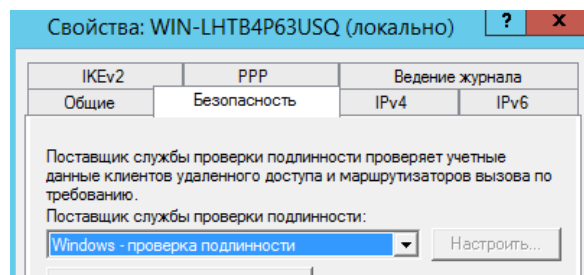 Свойства: WIN-LHTB4P63USQ (локально) ? x
IKEv2 PPP Ведение журнала
Общие Безопасность IPv4 IPv6
Поставщик службы проверки подлинности проверяет учетные
данные клиентов удаленного доступа и маршрутизаторов вызова по
требованию.
Поставщик службы проверки подлинности:
Windows - проверка подлинности Настроить...